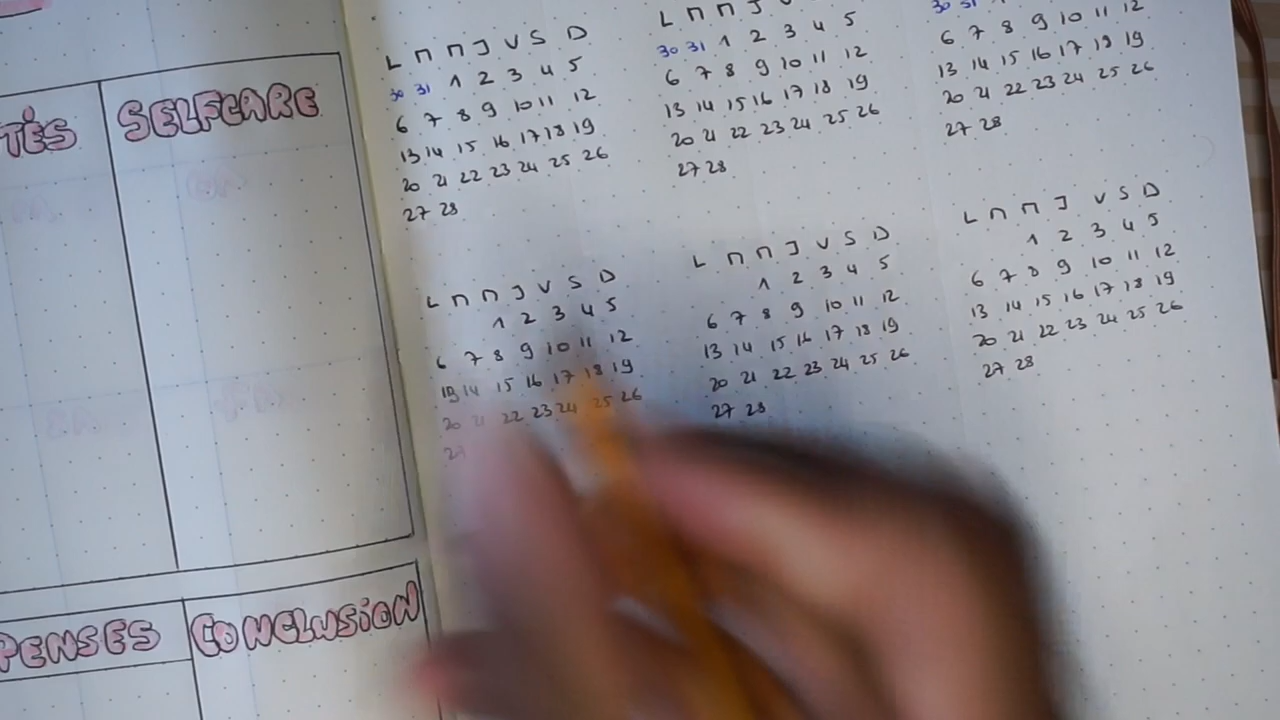 TÉS
SELFCARE
PENSES
CONCLUSION
L M M J V S D
30 31 1 2 3 4 5
6 7 8 9 10 11 12
13 14 15 16 17 18 19
20 21 22 23 24 25 26
27 28
L M M J
30 31 1 2 3 4 5
6 7 8 9 10 11 12
13 14 15 16 17 18 19
20 21 22 23 24 25 26
27 28
30 31
6 7 8 9 10 11 12
13 14 15 16 17 18 19
20 21 22 23 24 25 26
27 28
L M M J V S D
1 2 3 4 5
6 7 8 9 10 11 12
13 14 15 16 17 18 19
20 21 22 23 24 25 26
27
L M M J V S D
1 2 3 4 5
6 7 8 9 10 11 12
13 14 15 16 17 18 19
20 21 22 23 24 25 26
27 28
L M M J V S D
1 2 3 4 5
6 7 8 9 10 11 12
13 14 15 16 17 18 19
20 21 22 23 24 25 26
27 28